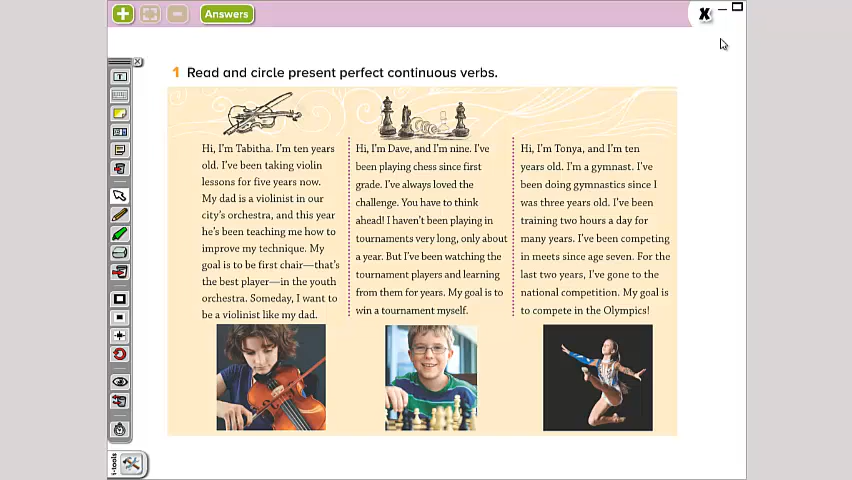 Answers
X
1 Read and circle present perfect continuous verbs.
Hi, I'm Tabitha. I'm ten years
old. I've been taking violin
lessons for five years now.
My dad is a violinist in our
city's orchestra, and this year
he's been teaching me how to
improve my technique. My
goal is to be first chair—that's
the best player—in the youth
orchestra. Someday, I want to
be a violinist like my dad.
Hi, I'm Dave, and I'm nine. I've
been playing chess since first
grade. I've always loved the
challenge. You have to think
ahead! I haven't been playing in
tournaments very long, only about
a year. But I've been watching the
tournament players and learning
from them for years. My goal is to
win a tournament myself.
Hi, I'm Tonya, and I'm ten
years old. I'm a gymnast. I've
been doing gymnastics since I
was three years old. I've been
training two hours a day for
many years. I've been competing
in meets since age seven. For the
last two years, I've gone to the
national competition. My goal is
to compete in the Olympics!
i-tools